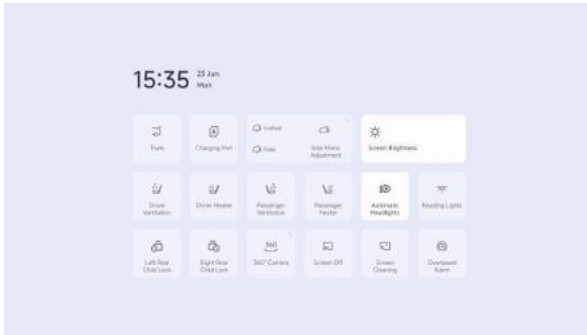 15:35
23 Jun
Mon
Trunk
Charging Port
Unfold
Fold
Side Mirror
Adjustment
Screen Brightness
Driver
Ventilation
Driver Heater
Passenger
Ventilation
Passenger
Heater
Automatic
Headlights
Reading Lights
Left Rear
Child Lock
Right Rear
Child Lock
360
360° Camera
Screen Off
Screen
Cleaning
Overspeed
Alarm